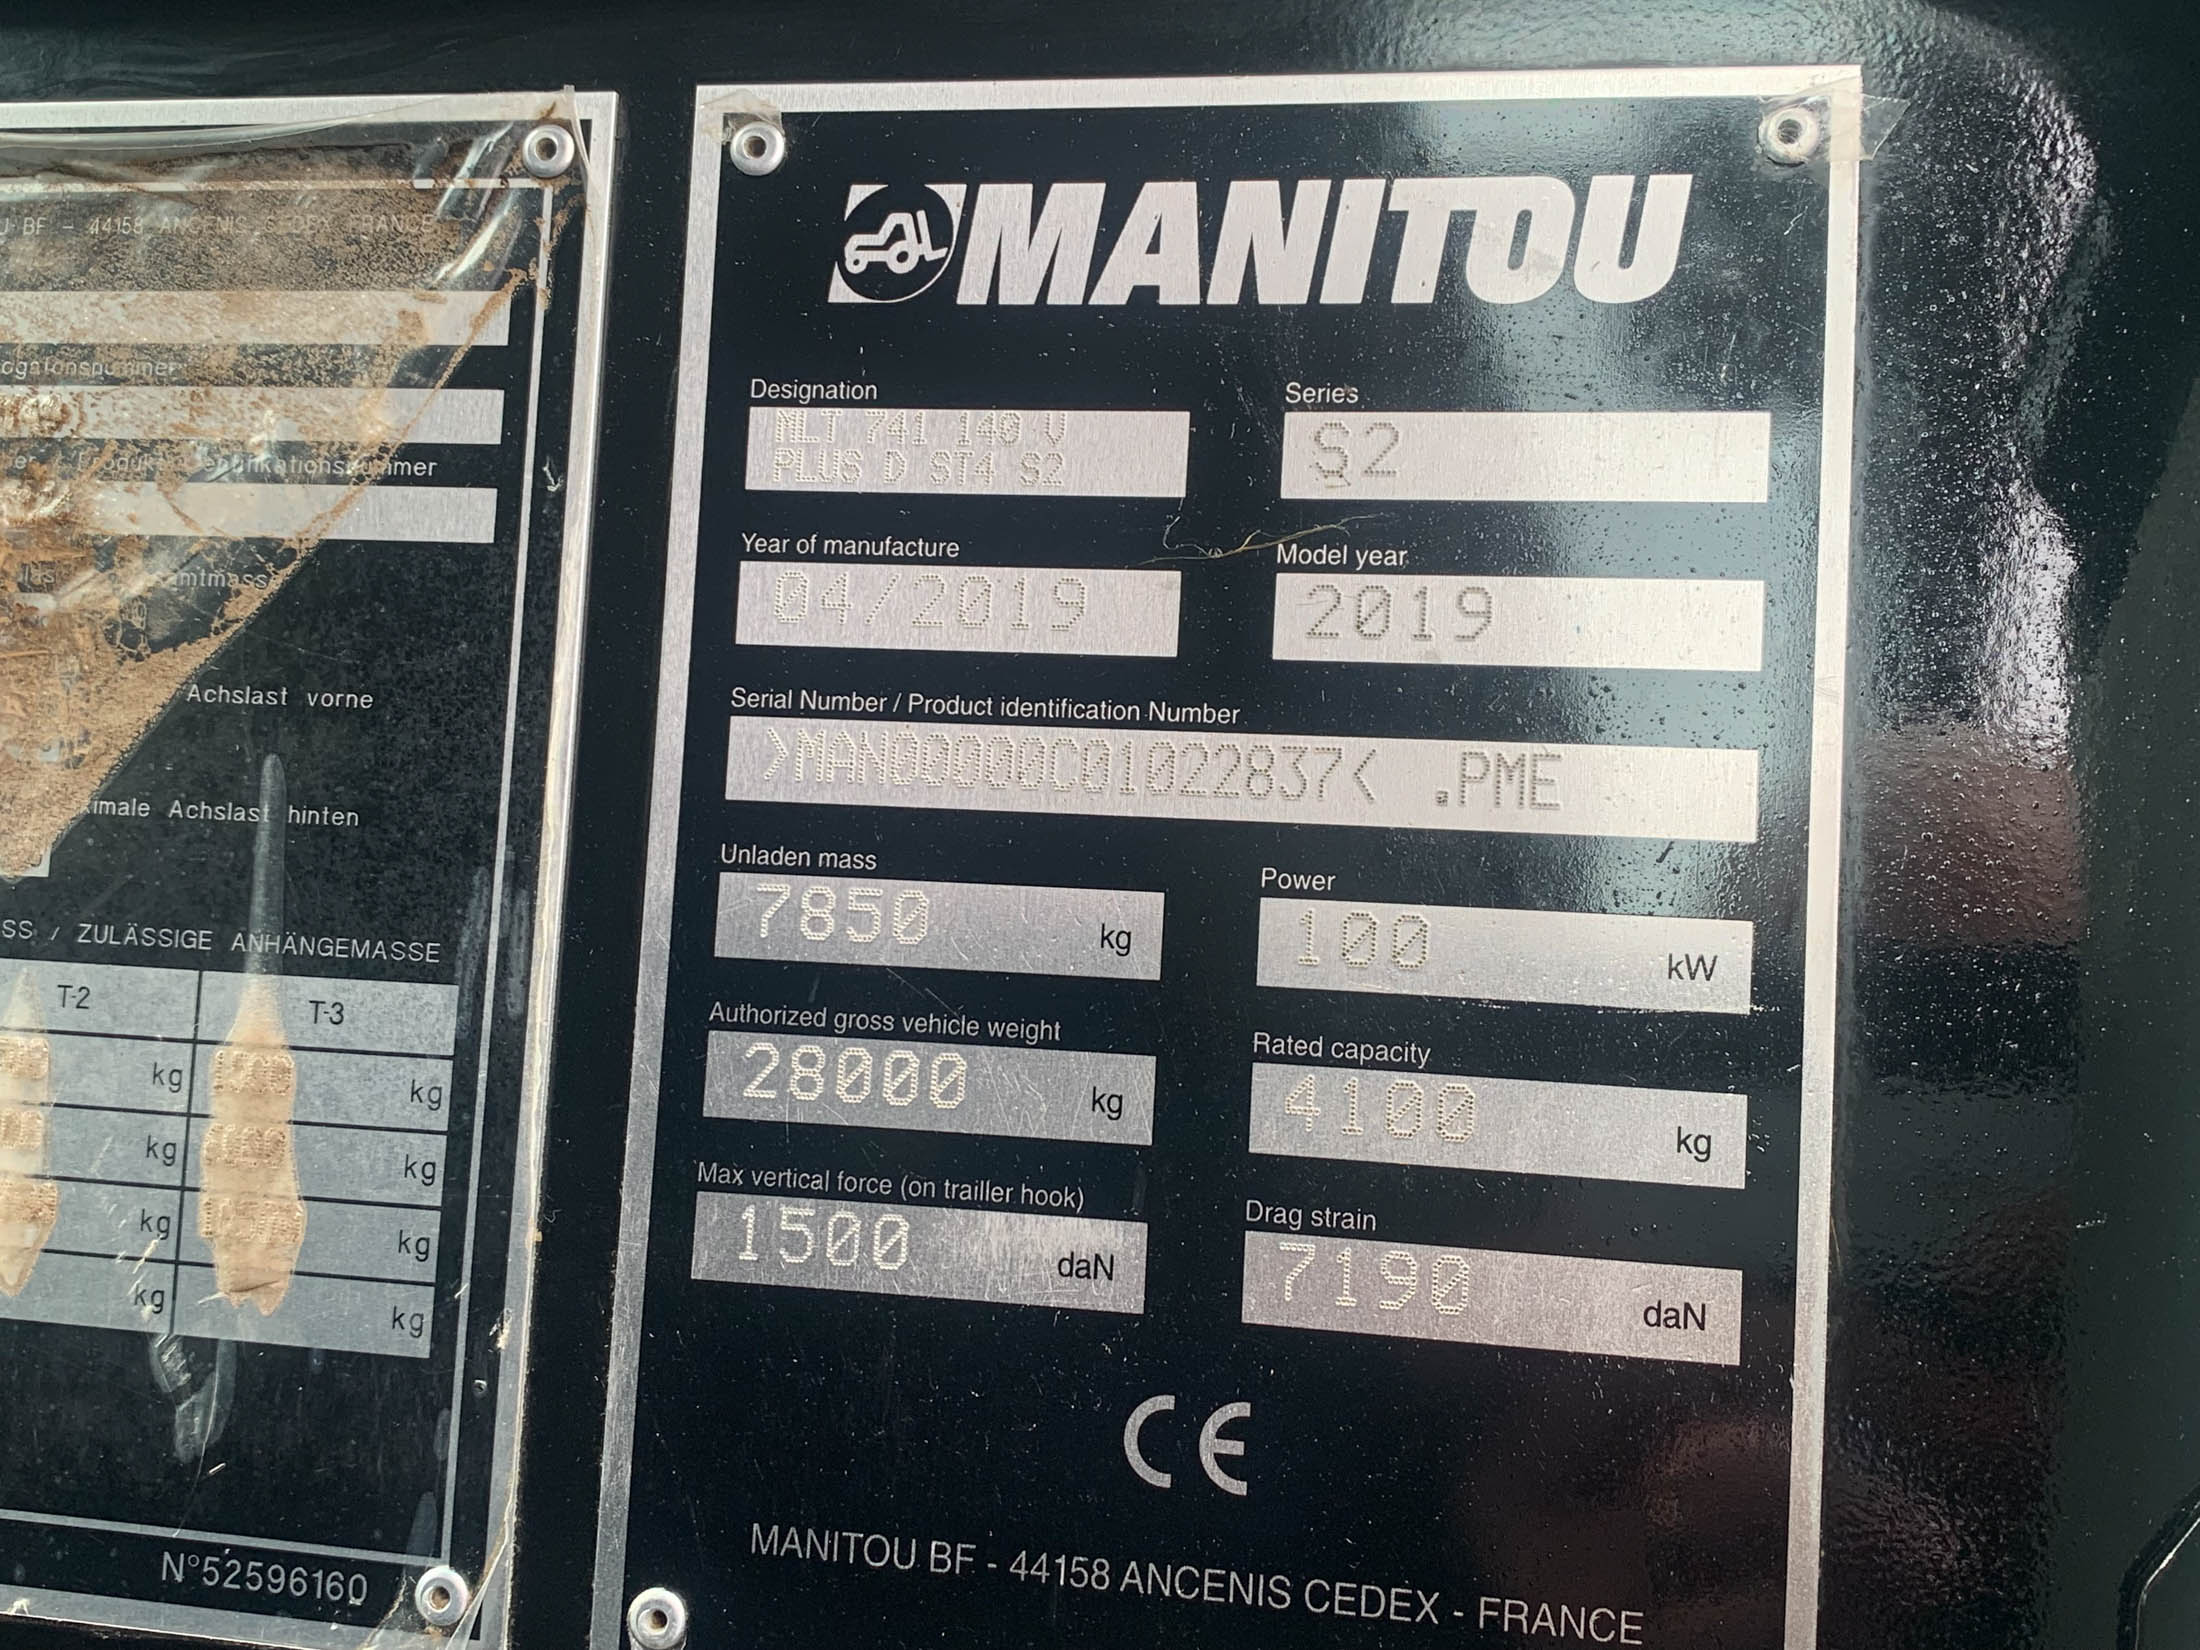 U BF - 44158 ANCENIS CEDEX FRANCE
Achslast vorne
Achslast hinten
/ ZULÄSSIGE ANHÄNGEMASSE
T-2 T-3
kg kg
kg kg
kg kg
kg kg
N°52596160
MANITOU
Designation Series
MLT 741 140 V
PLUS D ST4 S2
S2
Year of manufacture Model year
04/2019 2019
Serial Number / Product identification Number
>MAN00000C01022837< .PME
Unladen mass Power
7850 kg 100 kW
Authorized gross vehicle weight Rated capacity
28000 kg 4100 kg
Max vertical force (on trailler hook) Drag strain
1500 daN 7190 daN
CE
MANITOU BF - 44158 ANCENIS CEDEX - FRANCE